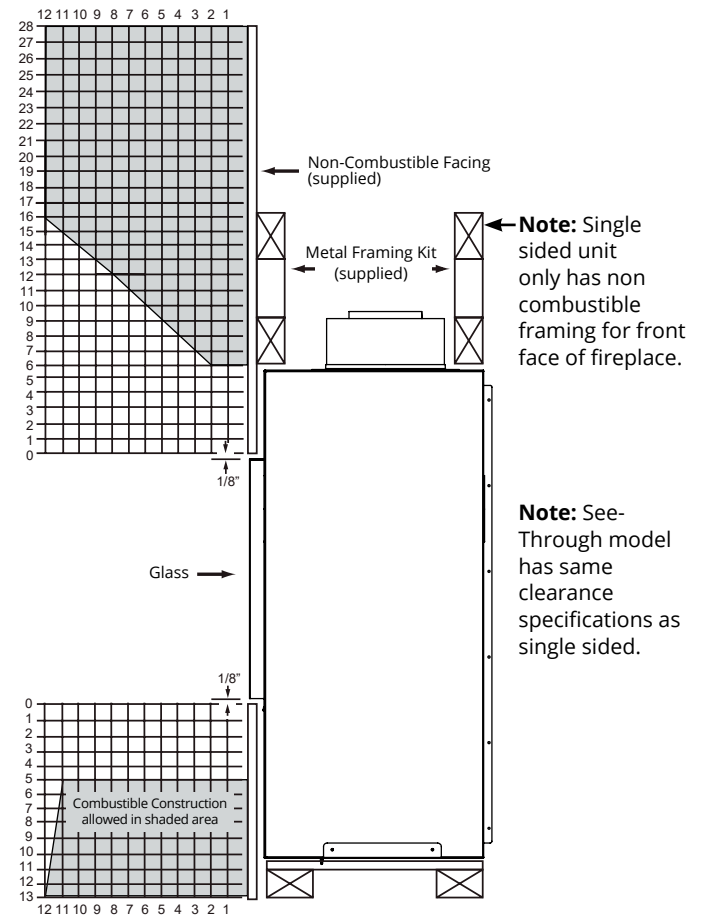 12 11 10 9 8 7 6 5 4 3 2 1
28
27
26
25
24
23
22
21
20
19
18
17
16
15
14
13
12
11
10
9
8
7
6
5
4
3
2
1
0
Non-Combustible Facing
(supplied)
Metal Framing Kit
(supplied)
Note: Single
sided unit
only has non
combustible
framing for front
face of fireplace.
1/8"
Glass
Note: See-
Through model
has same
clearance
specifications as
single sided.
1/8"
0
1
2
3
4
5
6
7
8
9
10
11
12
13
Combustible Construction
allowed in shaded area
12 11 10 9 8 7 6 5 4 3 2 1